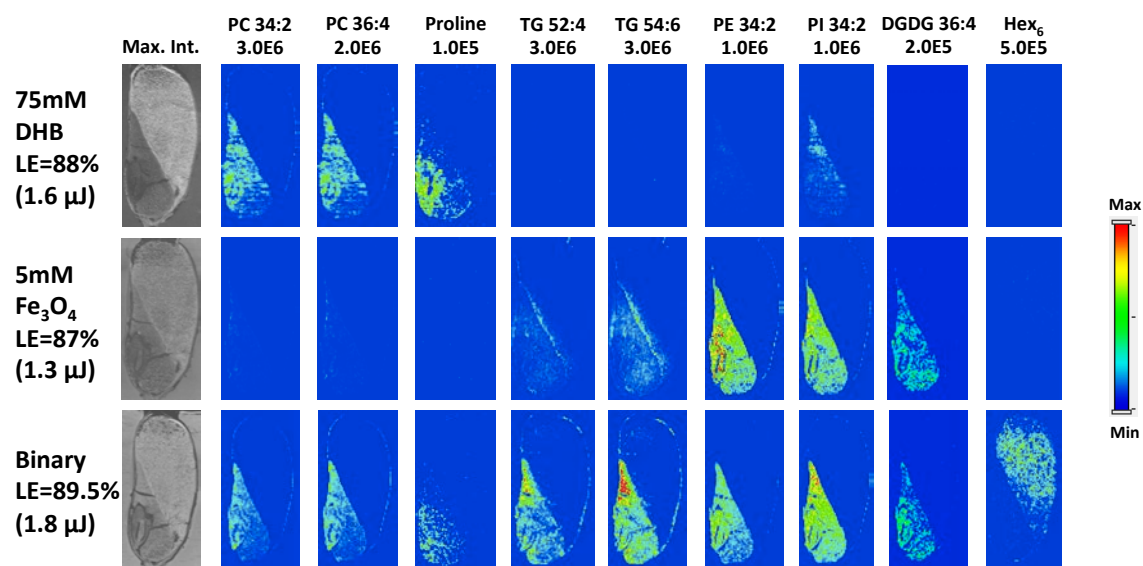 Max. Int.
PC 34:2
3.0E6
PC 36:4
2.0E6
Proline
1.0E5
TG 52:4
3.0E6
TG 54:6
3.0E6
PE 34:2
1.0E6
PI 34:2
1.0E6
DGDG 36:4
2.0E5
Hex₆
5.0E5
75mM
DHB
LE=88%
(1.6 µJ)
5mM
Fe₃O₄
LE=87%
(1.3 µJ)
Binary
LE=89.5%
(1.8 µJ)
Max
Min